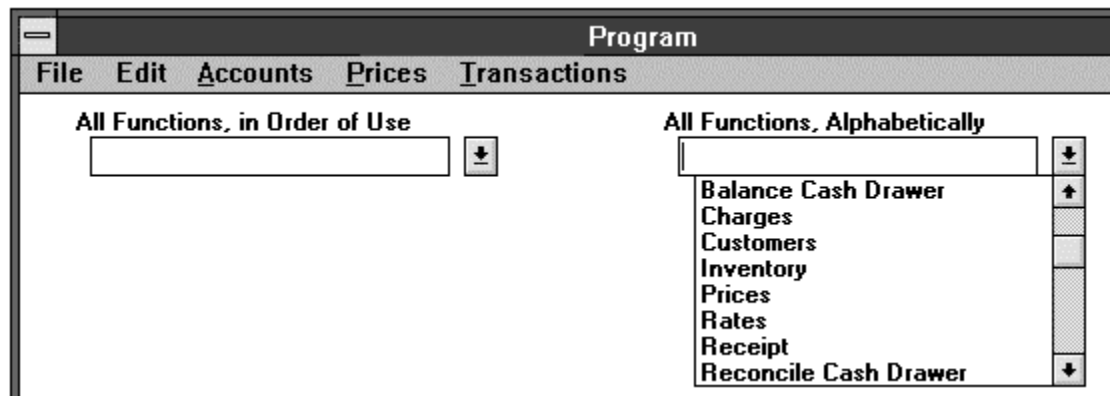 Program
File Edit Accounts Prices Transactions
All Functions, in Order of Use
All Functions, Alphabetically
Balance Cash Drawer
Charges
Customers
Inventory
Prices
Rates
Receipt
Reconcile Cash Drawer